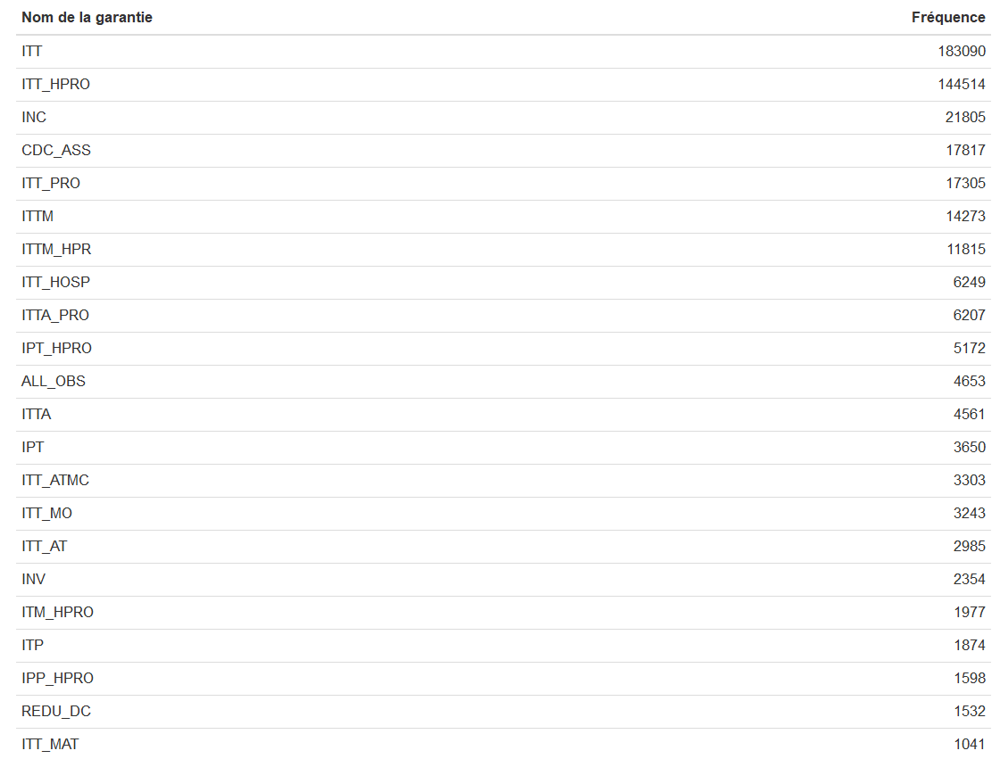 Nom de la garantie Fréquence
ITT 183090
ITT_HPRO 144514
INC 21805
CDC_ASS 17817
ITT_PRO 17305
ITTM 14273
ITTM_HPR 11815
ITT_HOSP 6249
ITTA_PRO 6207
IPT_HPRO 5172
ALL_OBS 4653
ITTA 4561
IPT 3650
ITT_ATMC 3303
ITT_MO 3243
ITT_AT 2985
INV 2354
ITM_HPRO 1977
ITP 1874
IPP_HPRO 1598
REDU_DC 1532
ITT_MAT 1041